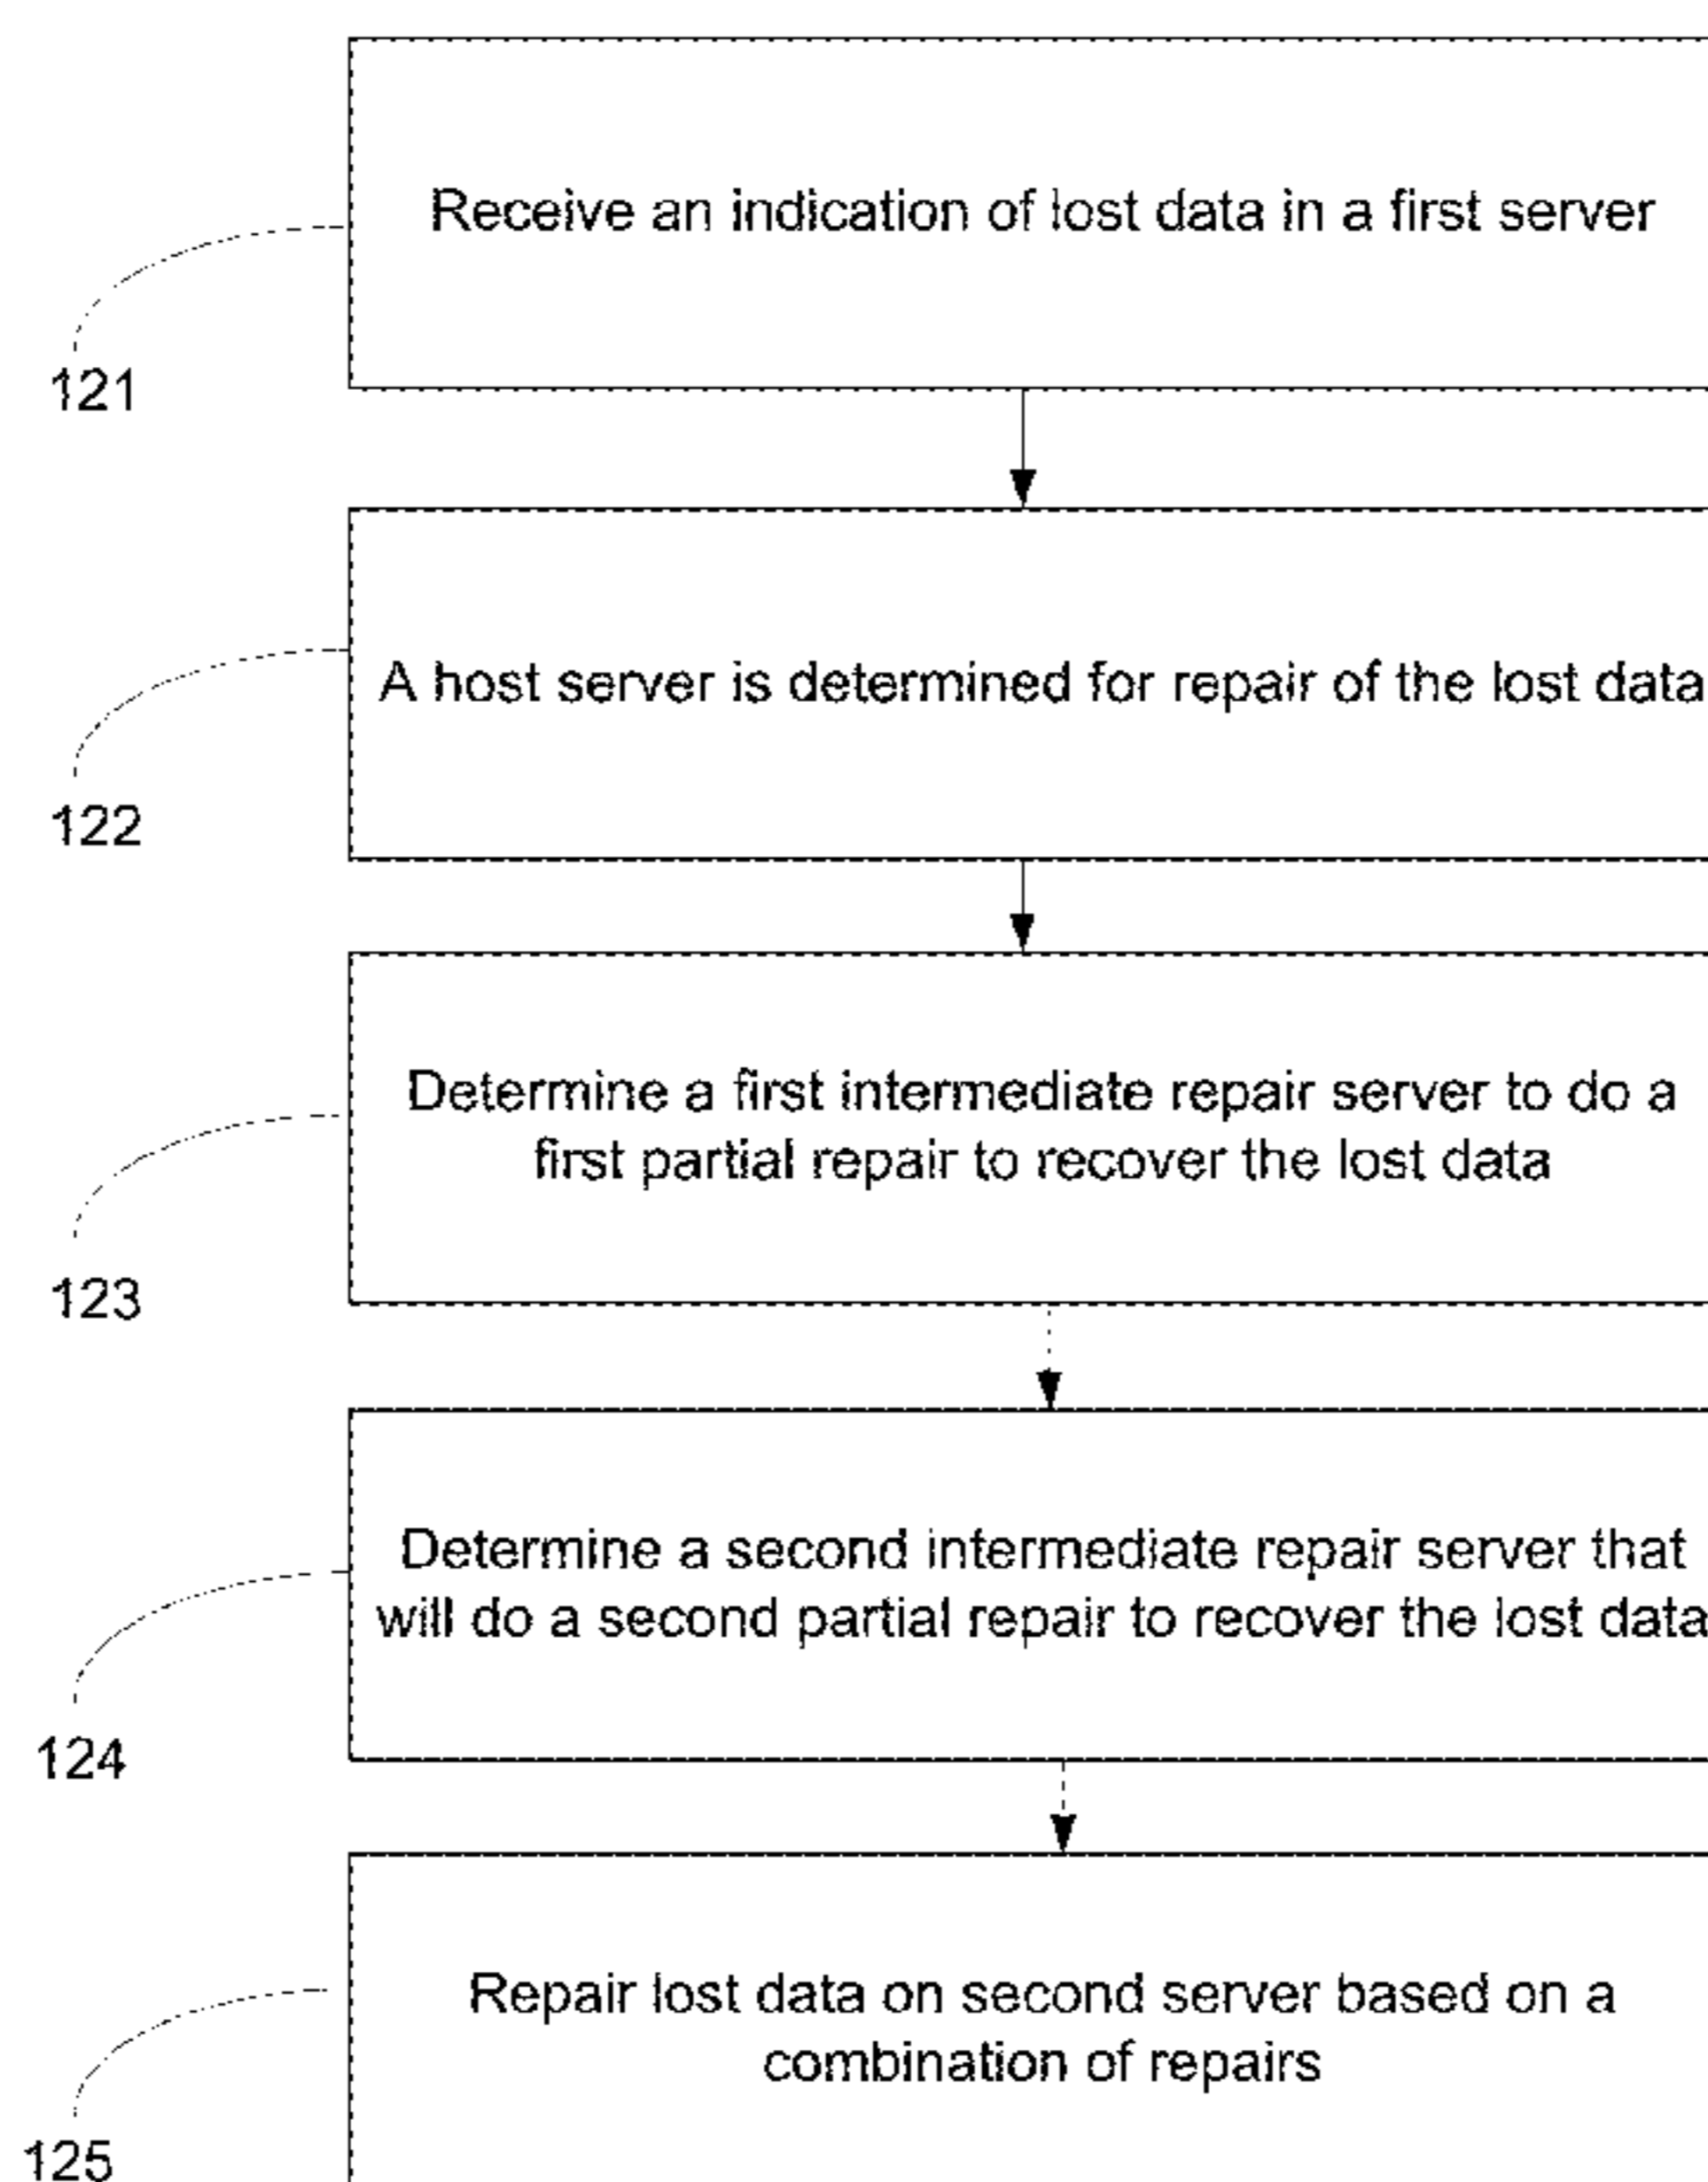 Receive an indication of lost data in a first server
121
A host server is determined for repair of the lost data
122
Determine a first intermediate repair server to do a
first partial repair to recover the lost data
123
Determine a second intermediate repair server that
will do a second partial repair to recover the lost data
124
Repair lost data on second server based on a
combination of repairs
125